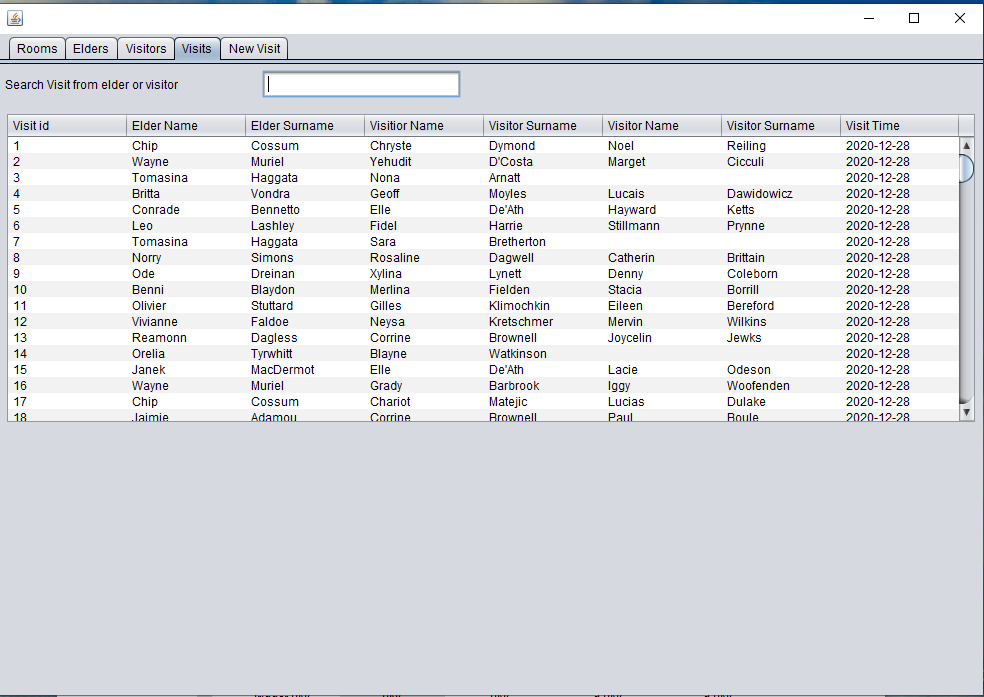 Rooms Elders Visitors Visits New Visit
Search Visit from elder or visitor
Visit id Elder Name Elder Surname Visitior Name Visitor Surname Visitor Name Visitor Surname Visit Time
1 Chip Cossum Chryste Dymond Noel Reiling 2020-12-28
2 Wayne Muriel Yehudit D'Costa Marget Cicculi 2020-12-28
3 Tomasina Haggata Nona Arnatt 2020-12-28
4 Britta Vondra Geoff Moyles Lucais Dawidowicz 2020-12-28
5 Conrade Bennetto Elle De'Ath Hayward Ketts 2020-12-28
6 Leo Lashley Fidel Harrie Stillmann Prynne 2020-12-28
7 Tomasina Haggata Sara Bretherton 2020-12-28
8 Norry Simons Rosaline Dagwell Catherin Brittain 2020-12-28
9 Ode Dreinan Xylina Lynett Denny Coleborn 2020-12-28
10 Benni Blaydon Merlina Fielden Stacia Borrill 2020-12-28
11 Olivier Stuttard Gilles Klimochkin Eileen Bereford 2020-12-28
12 Vivianne Faldoe Neysa Kretschmer Mervin Wilkins 2020-12-28
13 Reamonn Dagless Corrine Brownell Joycelin Jewks 2020-12-28
14 Orelia Tyrwhitt Blayne Watkinson 2020-12-28
15 Janek MacDermot Elle De'Ath Lacie Odeson 2020-12-28
16 Wayne Muriel Grady Barbrook Iggy Woofenden 2020-12-28
17 Chip Cossum Chariot Matejic Lucias Dulake 2020-12-28
18 Jaimie Adamou Corrine Brownell Paul Boule 2020-12-28